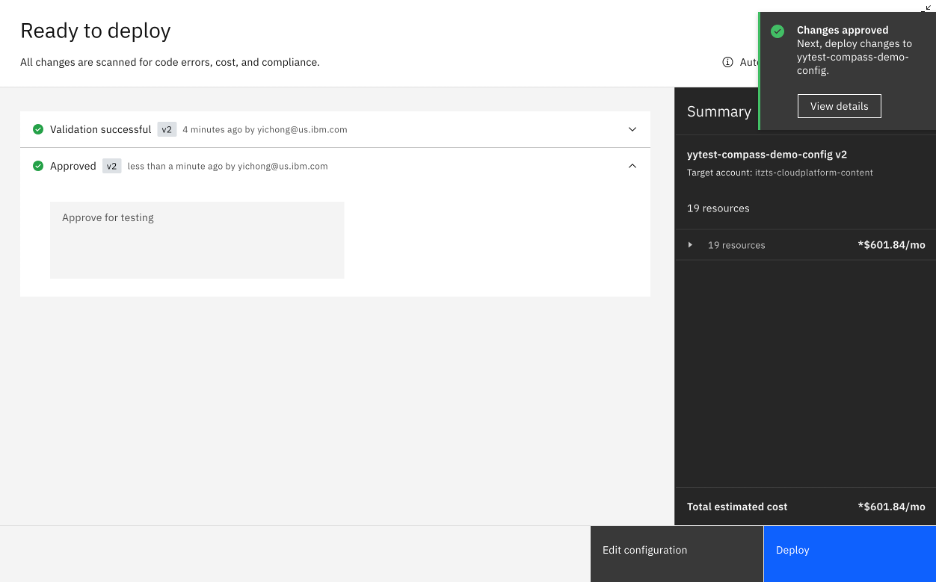 Ready to deploy
All changes are scanned for code errors, cost, and compliance.
Changes approved
Next, deploy changes to
yytest-compass-demo-
config.
View details
Validation successful v2 4 minutes ago by yichong@us.ibm.com
Approved v2 less than a minute ago by yichong@us.ibm.com
Approve for testing
Summary
yytest-compass-demo-config v2
Target account: itzts-cloudplatform-content
19 resources
19 resources *$601.84/mo
Total estimated cost *$601.84/mo
Edit configuration
Deploy